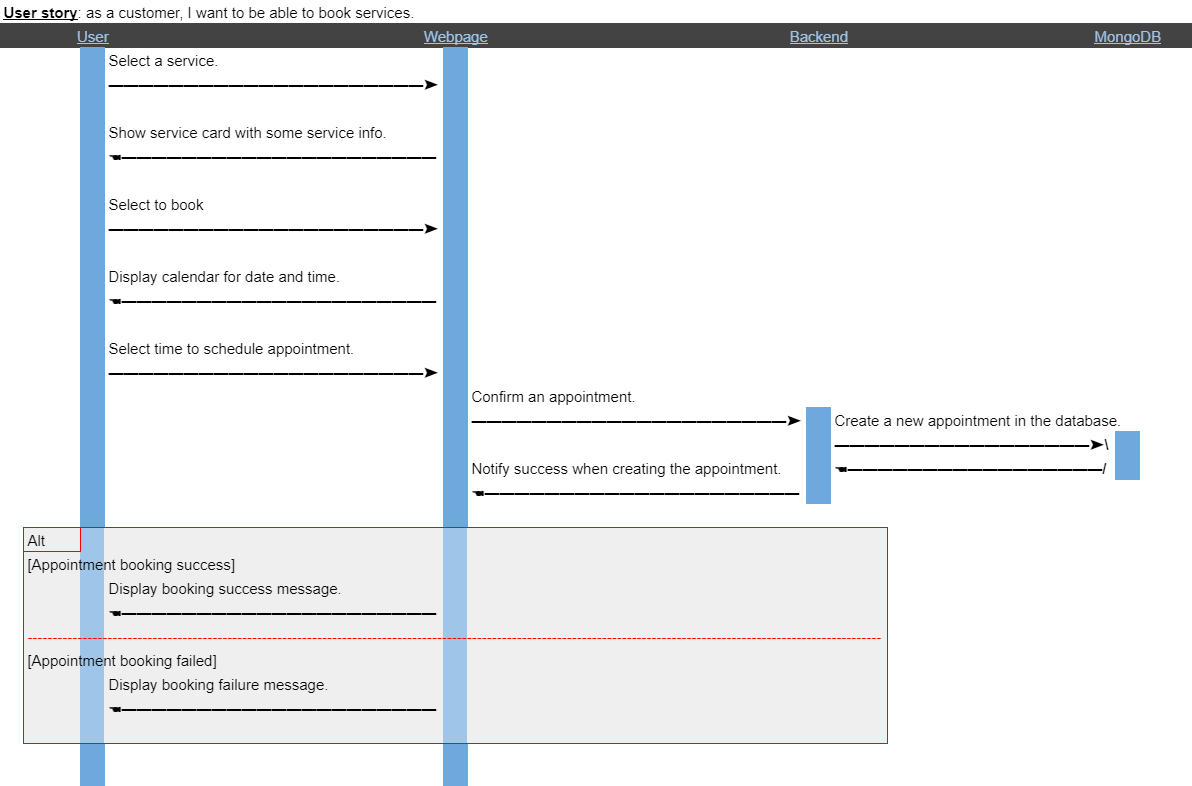 User story: as a customer, I want to be able to book services.
User Webpage Backend MongoDB
Select a service.
Show service card with some service info.
Select to book
Display calendar for date and time.
Select time to schedule appointment.
Confirm an appointment.
Create a new appointment in the database.
Notify success when creating the appointment.
Alt
[Appointment booking success]
Display booking success message.
[Appointment booking failed]
Display booking failure message.